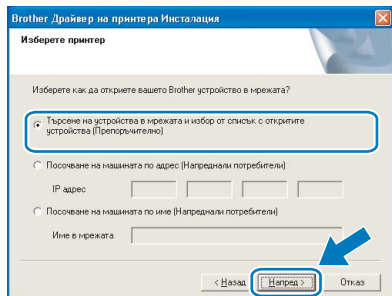 Brother Драйвер на принтера Инсталация
Изберете принтер
Изберете как да откриете вашето Brother устройство в мрежата?
Търсене на устройства в мрежата и избор от списък с откритите
устройства (Препоръчително)
Посочване на машината по адрес (Напреднали потребители)
IP адрес
Посочване на машината по име (Напреднали потребители)
Име в мрежата
< Назад Напред > Отказ